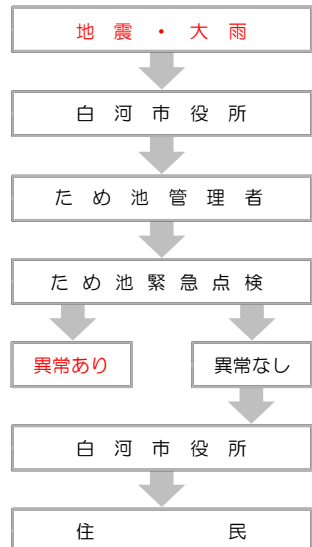 地震・大雨
白河市役所
ため池管理者
ため池緊急点検
異常あり 異常なし
白河市役所
住民